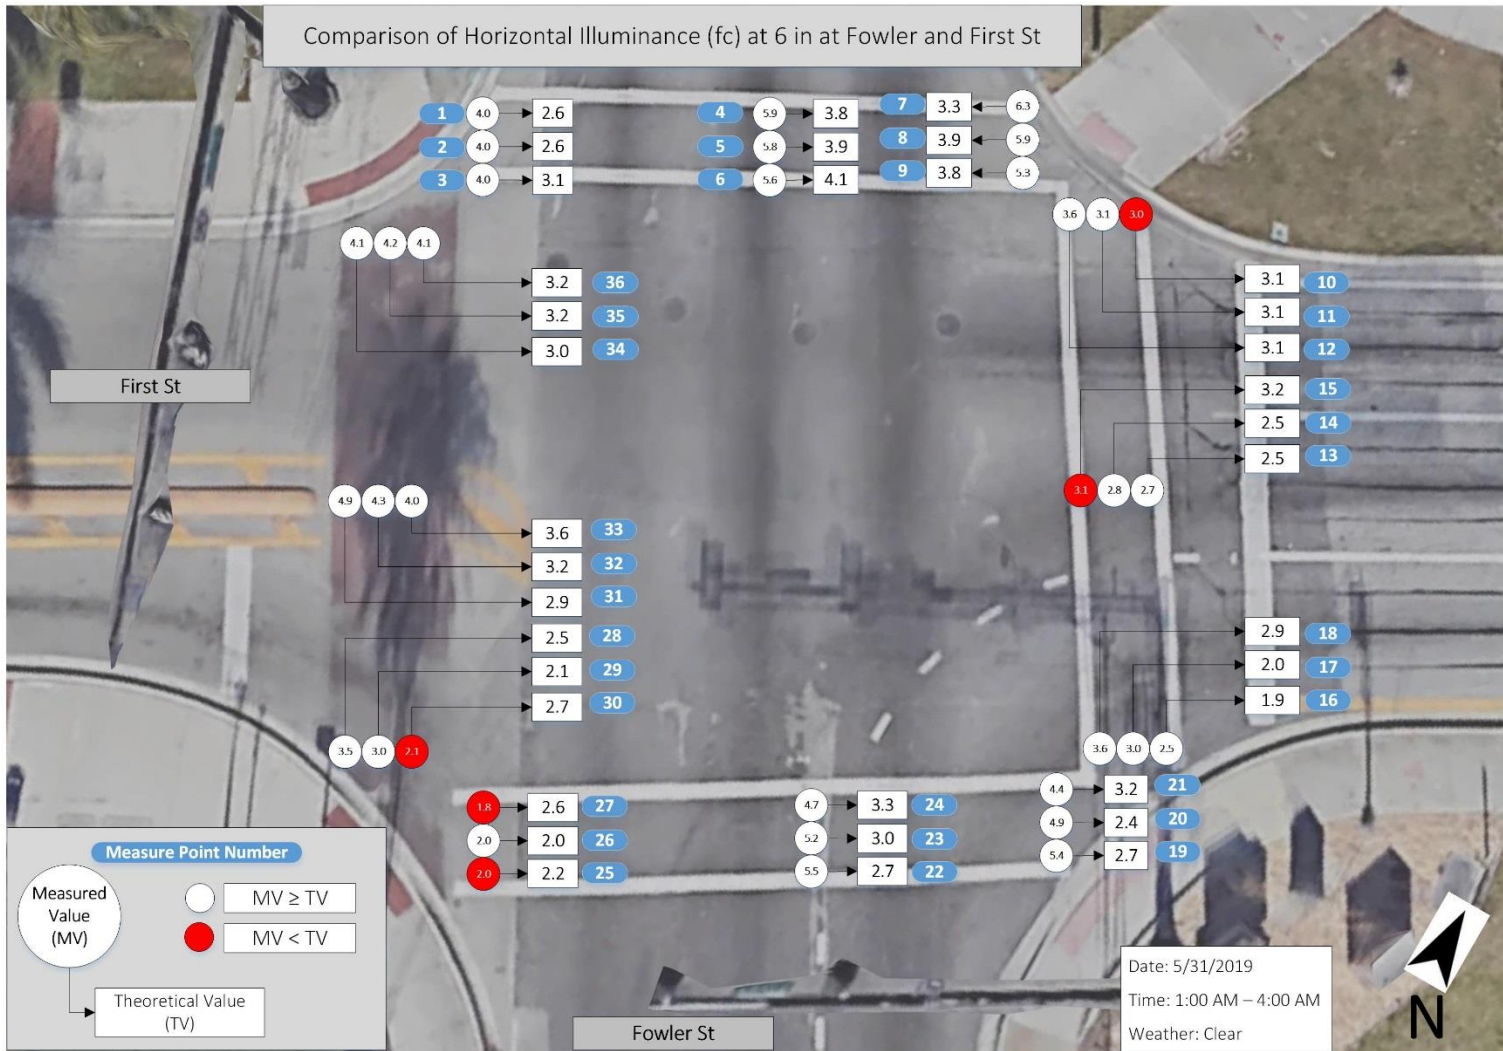 Comparison of Horizontal Illuminance (fc) at 6 in at Fowler and First St
1 4.0 2.6
2 4.0 2.6
3 4.0 3.1
4 5.9 3.8
5 5.8 3.9
6 5.6 4.1
7 3.3 6.3
8 3.9 5.9
9 3.8 5.3
3.6 3.1 3.0
3.1 10
3.1 11
3.1 12
3.2 15
2.5 14
2.5 13
3.1 2.8 2.7
4.1 4.2 4.1
3.2 36
3.2 35
3.0 34
First St
4.9 4.3 4.0
3.6 33
3.2 32
2.9 31
2.5 28
2.1 29
2.7 30
3.5 3.0 2.1
2.9 18
2.0 17
1.9 16
3.6 3.0 2.5
1.8 2.6 27
2.0 2.0 26
2.0 2.2 25
4.7 3.3 24
5.2 3.0 23
5.5 2.7 22
4.4 3.2 21
4.9 2.4 20
5.4 2.7 19
Measure Point Number
Measured
Value
(MV)
MV ≥ TV
MV < TV
Theoretical Value
(TV)
Fowler St
Date: 5/31/2019
Time: 1:00 AM – 4:00 AM
Weather: Clear
N